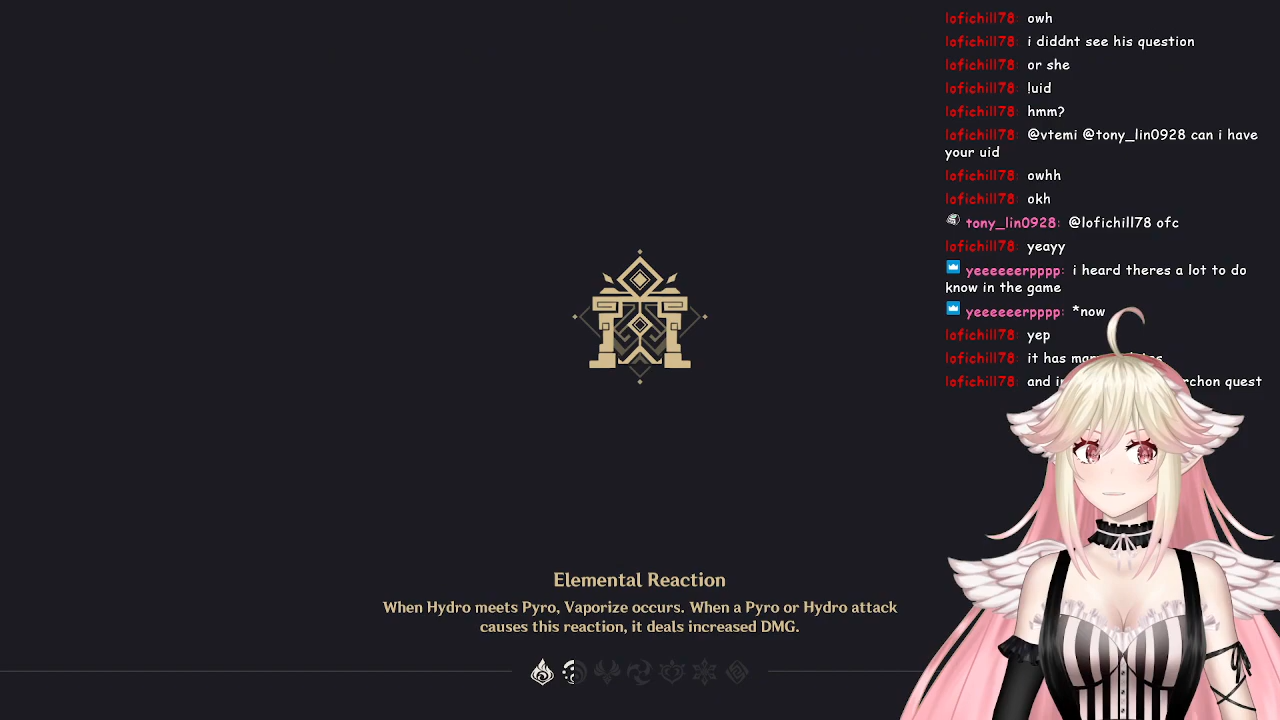 lofichill78: owh
lofichill78: i diddnt see his question
lofichill78: or she
lofichill78: !uid
lofichill78: hmm?
lofichill78: @vtemi @tony_lin0928 can i have
your uid
lofichill78: owhh
lofichill78: okh
tony_lin0928: @lofichill78 ofc
lofichill78: yeayy
yeeeeeerpppp: i heard theres a lot to do
know in the game
yeeeeeerpppp: *now
lofichill78: yep
lofichill78: it has
lofichill78: and quest
Elemental Reaction
When Hydro meets Pyro, Vaporize occurs. When a Pyro or Hydro attack
causes this reaction, it deals increased DMG.